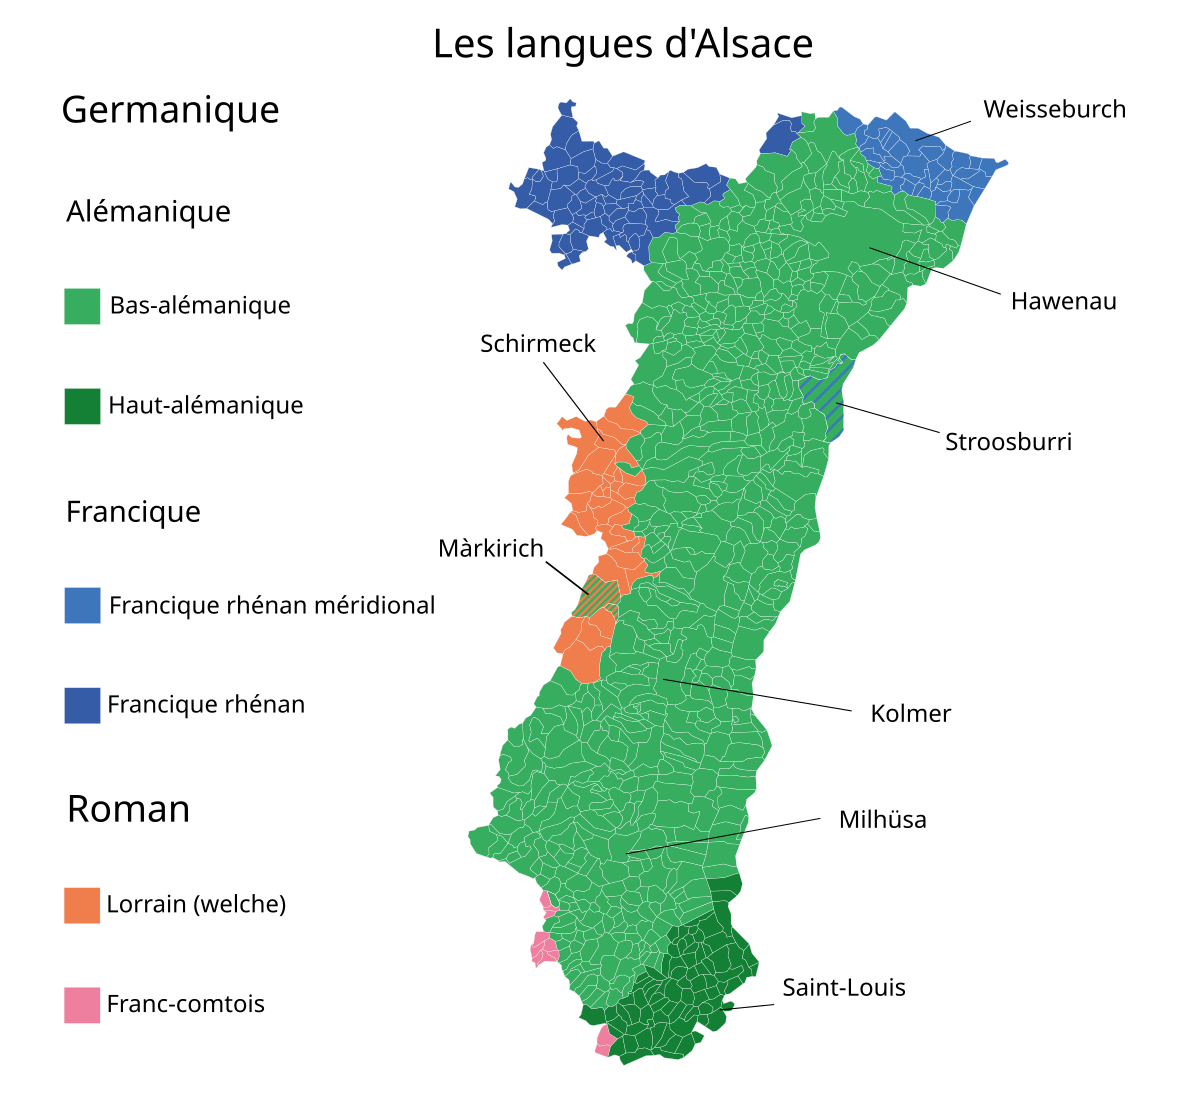 Les langues d'Alsace
Germanique
Alémanique
Bas-alémanique
Haut-alémanique
Francique
Francique rhénan méridional
Francique rhénan
Roman
Lorrain (welche)
Franc-comtois
Weisseburch
Hawenau
Schirmeck
Stroosburri
Màrkirich
Kolmer
Milhüsa
Saint-Louis